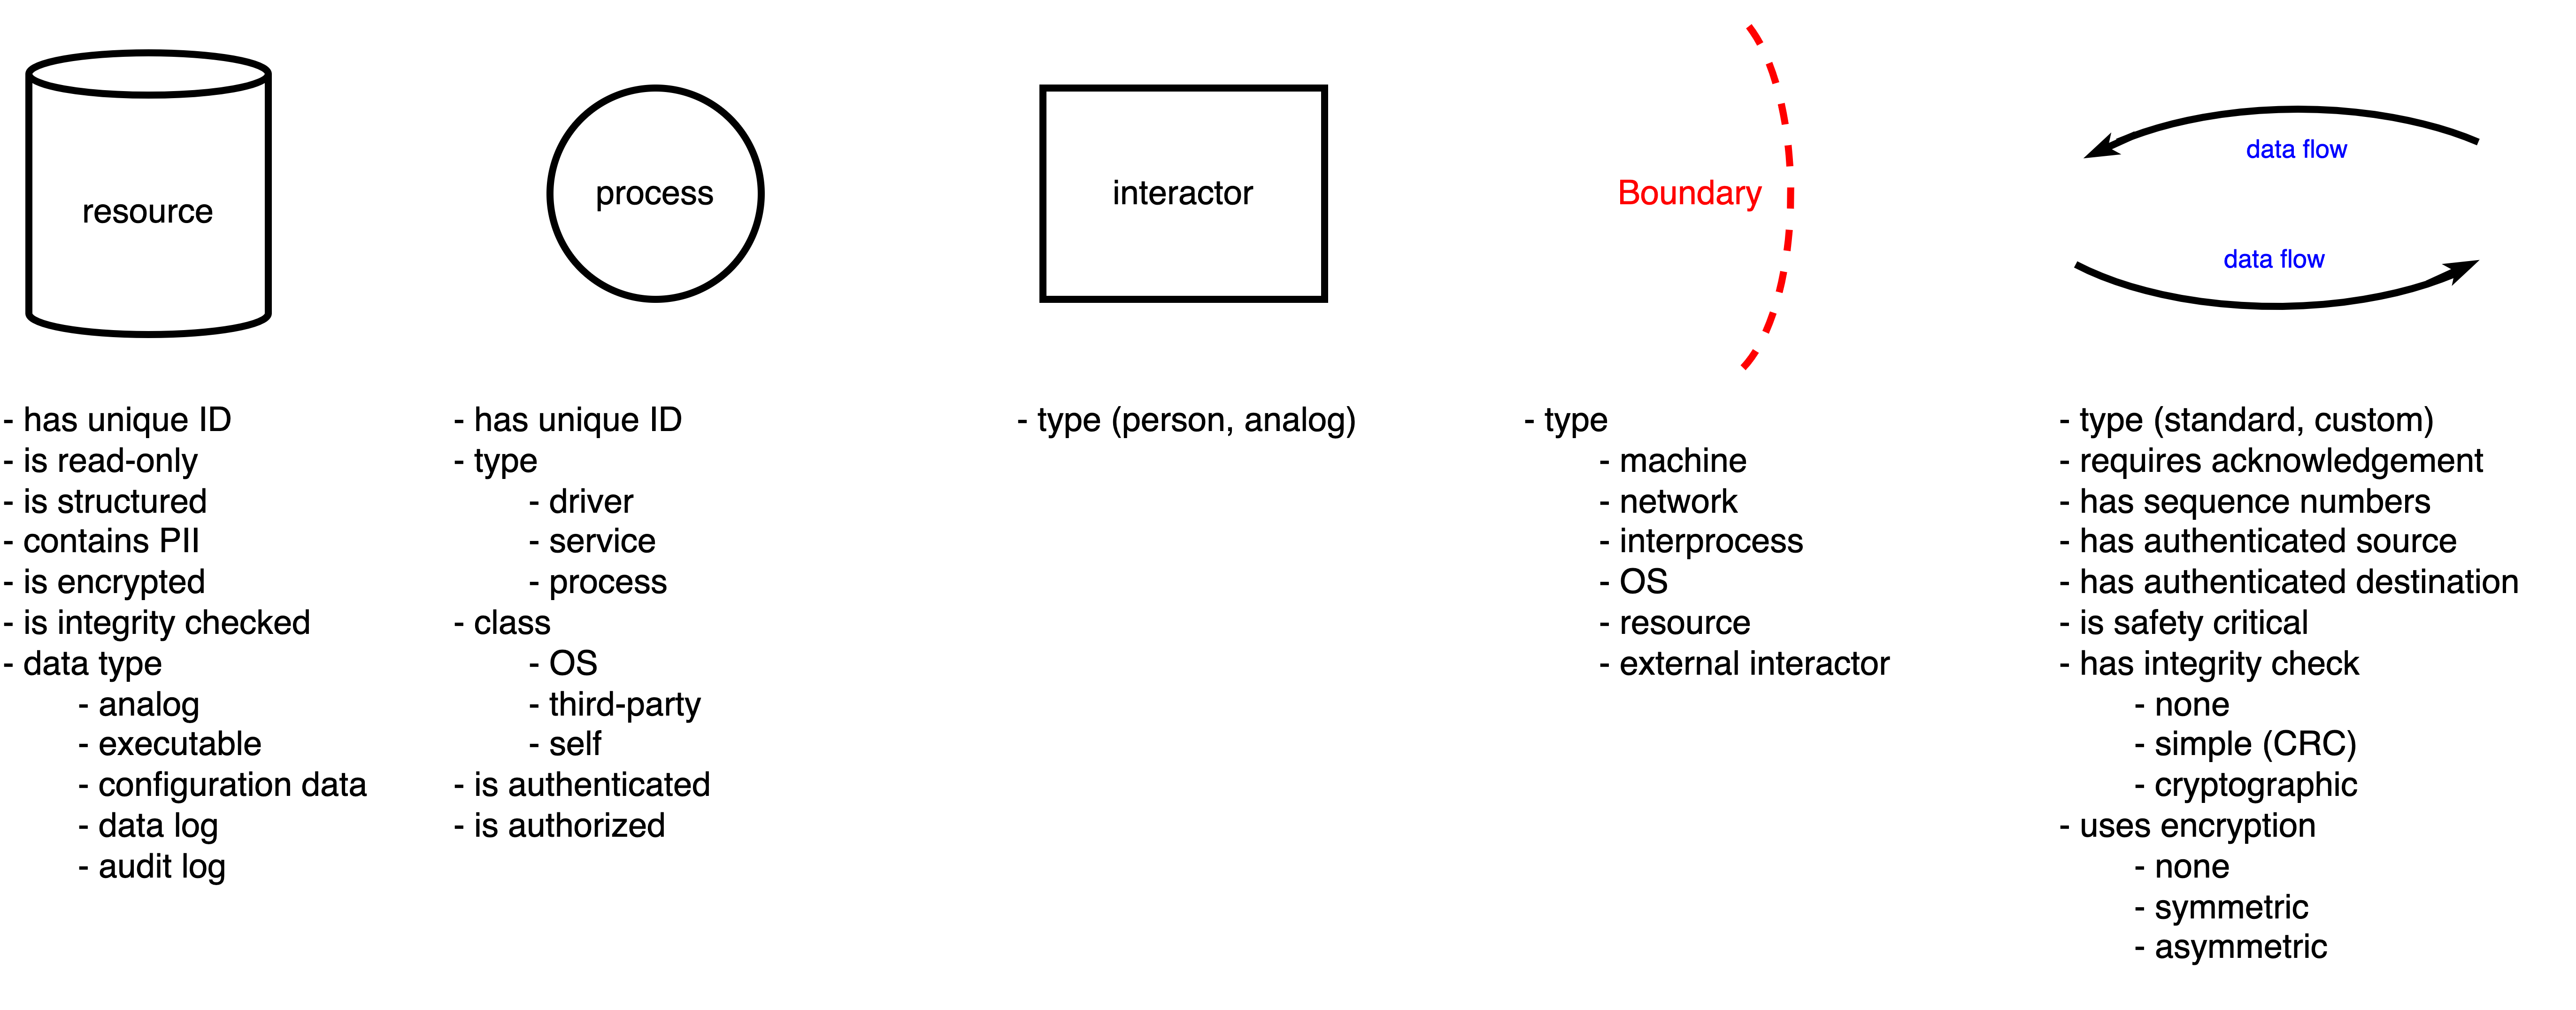 resource
process
interactor
Boundary
data flow
data flow
- has unique ID
- is read-only
- is structured
- contains PII
- is encrypted
- is integrity checked
- data type
- analog
- executable
- configuration data
- data log
- audit log
- has unique ID
- type
- driver
- service
- process
- class
- OS
- third-party
- self
- is authenticated
- is authorized
- type (person, analog)
- type
- machine
- network
- interprocess
- OS
- resource
- external interactor
- type (standard, custom)
- requires acknowledgement
- has sequence numbers
- has authenticated source
- has authenticated destination
- is safety critical
- has integrity check
- none
- simple (CRC)
- cryptographic
- uses encryption
- none
- symmetric
- asymmetric